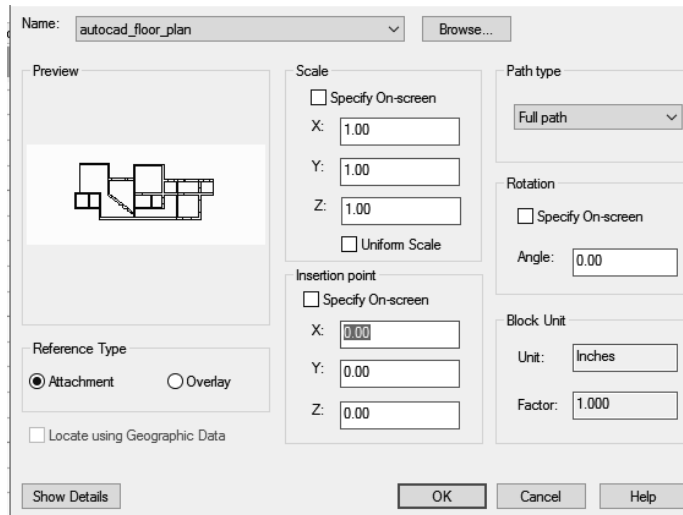 Name:
autocad_floor_plan
Browse...
Preview
Scale
Specify On-screen
X: 1.00
Y: 1.00
Z: 1.00
Uniform Scale
Path type
Full path
Rotation
Specify On-screen
Angle: 0.00
Insertion point
Specify On-screen
X: 0.00
Y: 0.00
Z: 0.00
Block Unit
Unit: Inches
Factor: 1.000
Reference Type
Attachment
Overlay
Locate using Geographic Data
Show Details
OK
Cancel
Help